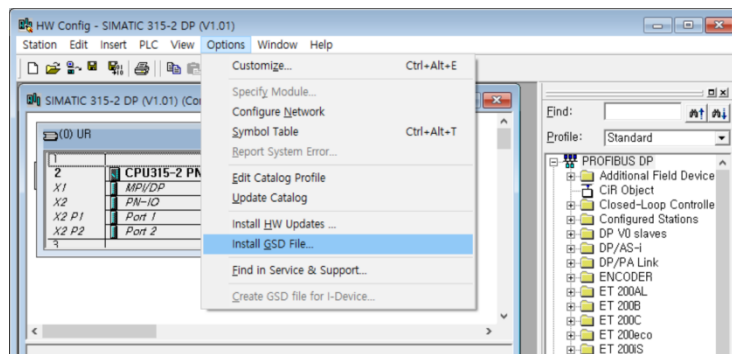 HW Config - SIMATIC 315-2 DP (V1.01)
Station Edit Insert PLC View Options Window Help
Customize... Ctrl+Alt+E
Specify Module...
Configure Network
Symbol Table Ctrl+Alt+T
Report System Error...
Edit Catalog Profile
Update Catalog
Install HW Updates ...
Install GSD File...
Find in Service & Support...
Create GSD file for I-Device...
SIMATIC 315-2 DP (V1.01) (Co
(0) UR
1
2 CPU315-2 PN
X1 MPI/DP
X2 PN-IO
X2 P1 Port 1
X2 P2 Port 2
3
Find:
Profile: Standard
PROFIBUS DP
Additional Field Device
CiR Object
Closed-Loop Controlle
Configured Stations
DP V0 slaves
DP/AS-i
DP/PA Link
ENCODER
ET 200AL
ET 200B
ET 200C
ET 200eco
ET 200iS